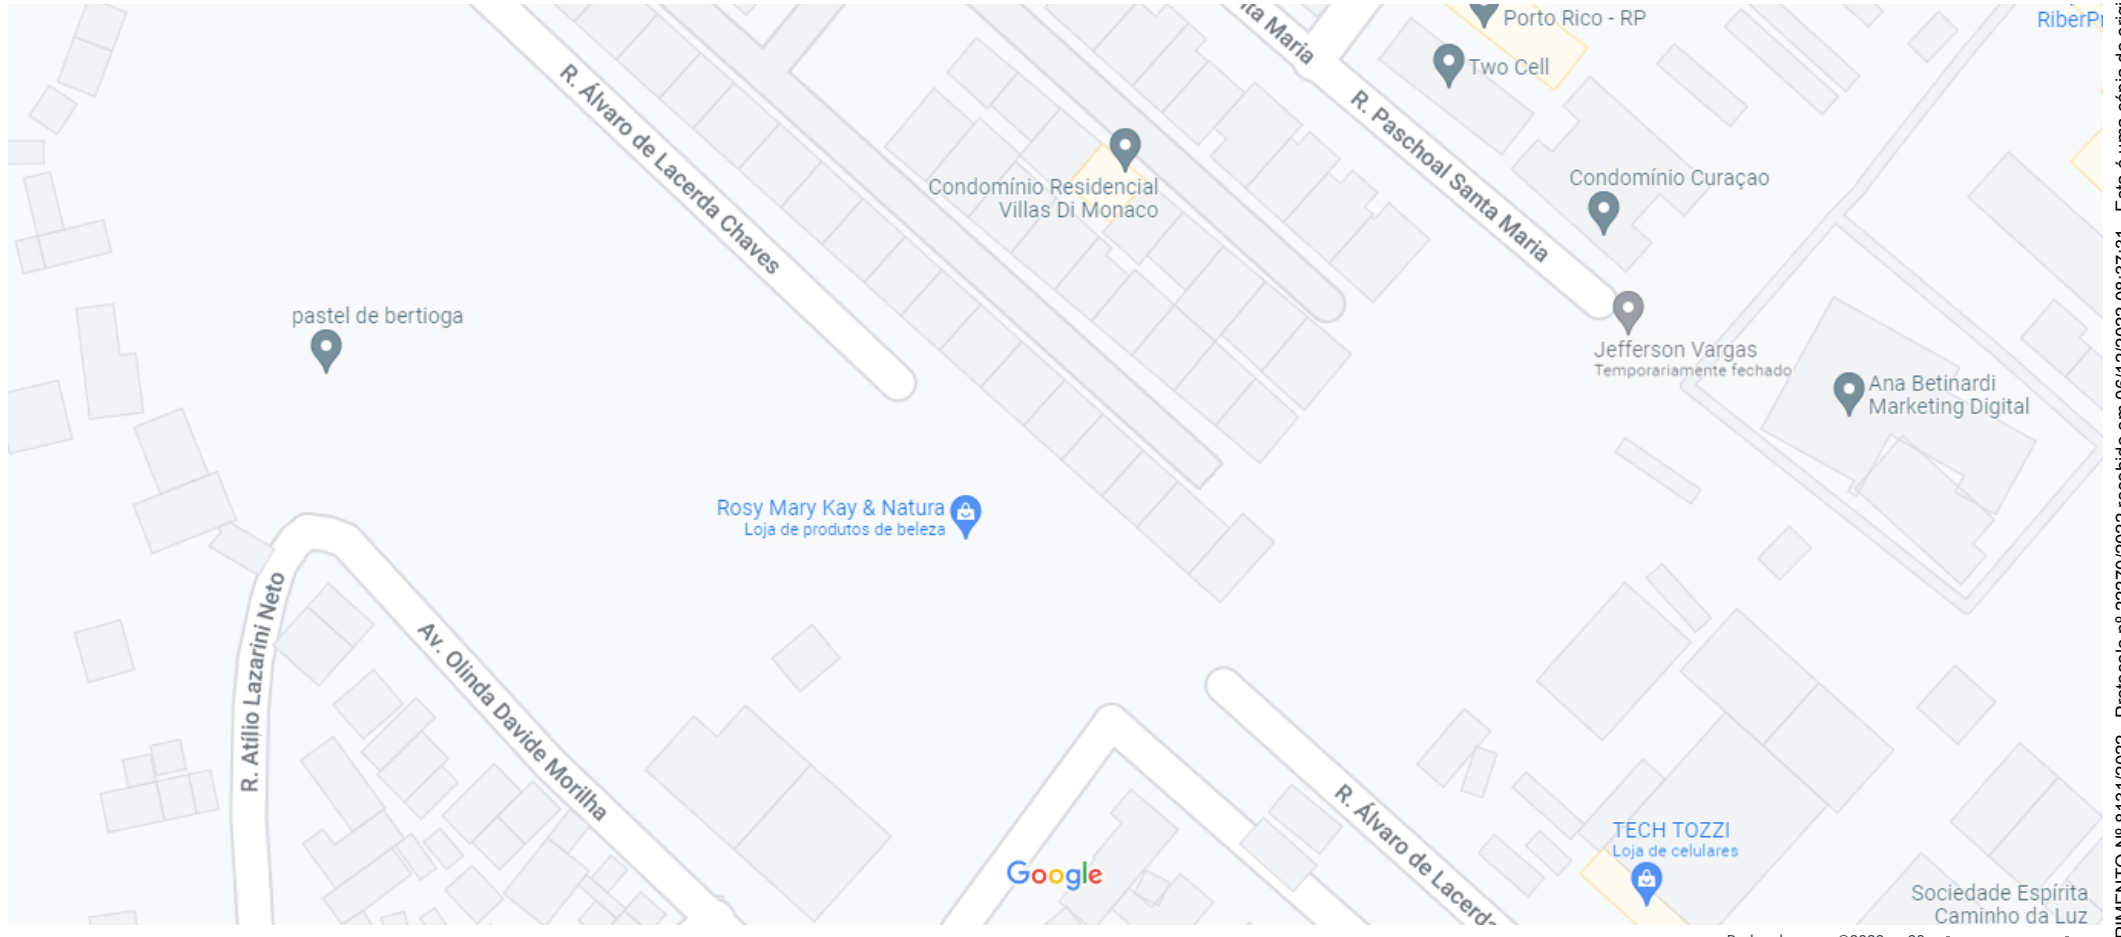 Porto Rico - RP
RiberPr
nta Maria
Two Cell
R. Álvaro de Lacerda Chaves
R. Paschoal Santa Maria
Condomínio Residencial
Villas Di Monaco
Condomínio Curaçao
pastel de bertioga
Jefferson Vargas
Temporariamente fechado
Ana Betinardi
Marketing Digital
Rosy Mary Kay & Natura
Loja de produtos de beleza
R. Atílio Lazarini Neto
Av. Olinda Davide Morilha
R. Álvaro de Lacerda
TECH TOZZI
Loja de celulares
Google
Sociedade Espírita
Caminho da Luz